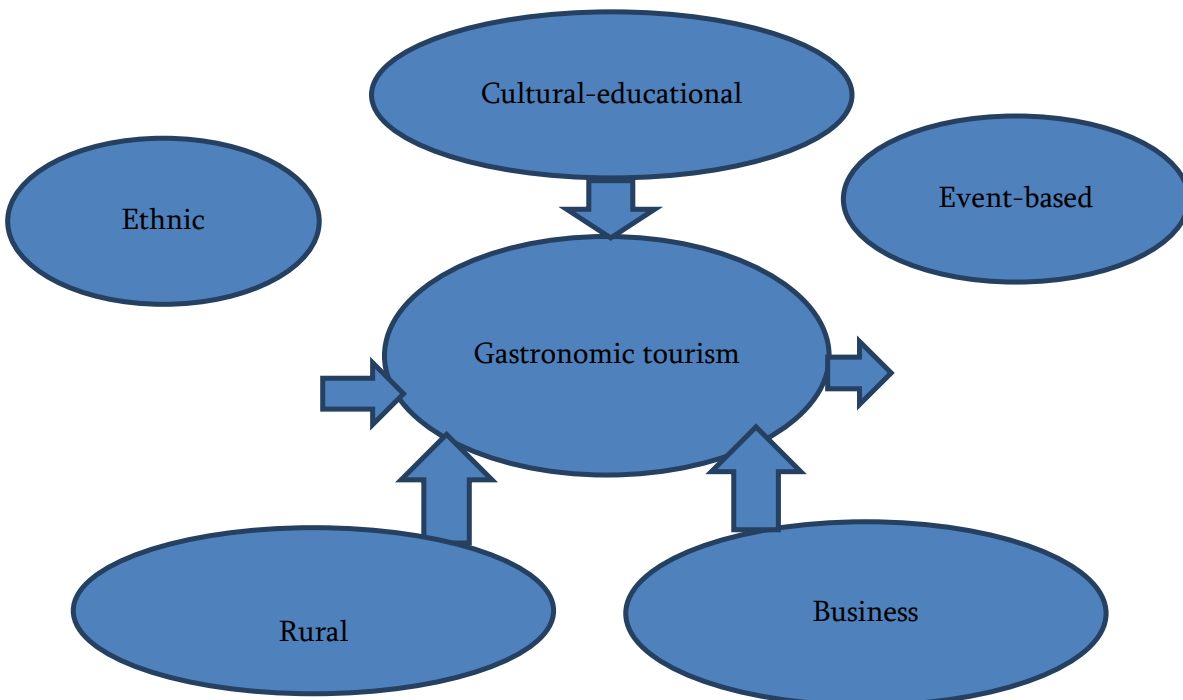 Cultural-educational
Ethnic
Event-based
Gastronomic tourism
Rural
Business